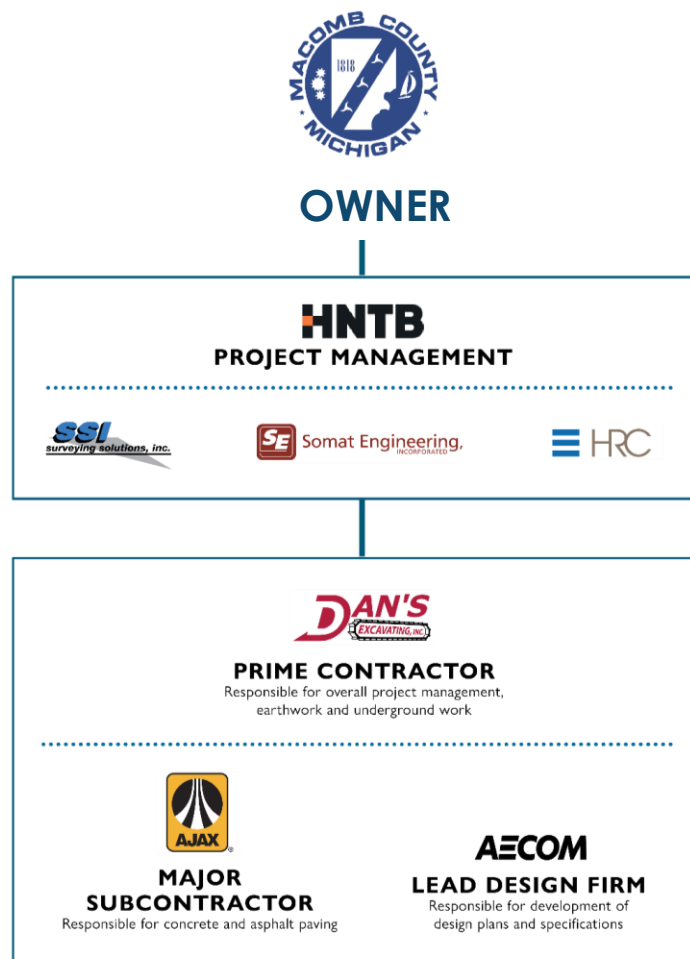 MACOMB COUNTY
1818
MICHIGAN
OWNER
HNTB
PROJECT MANAGEMENT
SSI
surveying solutions, inc.
SE Somat Engineering,
INCORPORATED
HRC
DAN'S
EXCAVATING, INC.
PRIME CONTRACTOR
Responsible for overall project management,
earthwork and underground work
AJAX
®
MAJOR
SUBCONTRACTOR
Responsible for concrete and asphalt paving
AECOM
LEAD DESIGN FIRM
Responsible for development of
design plans and specifications